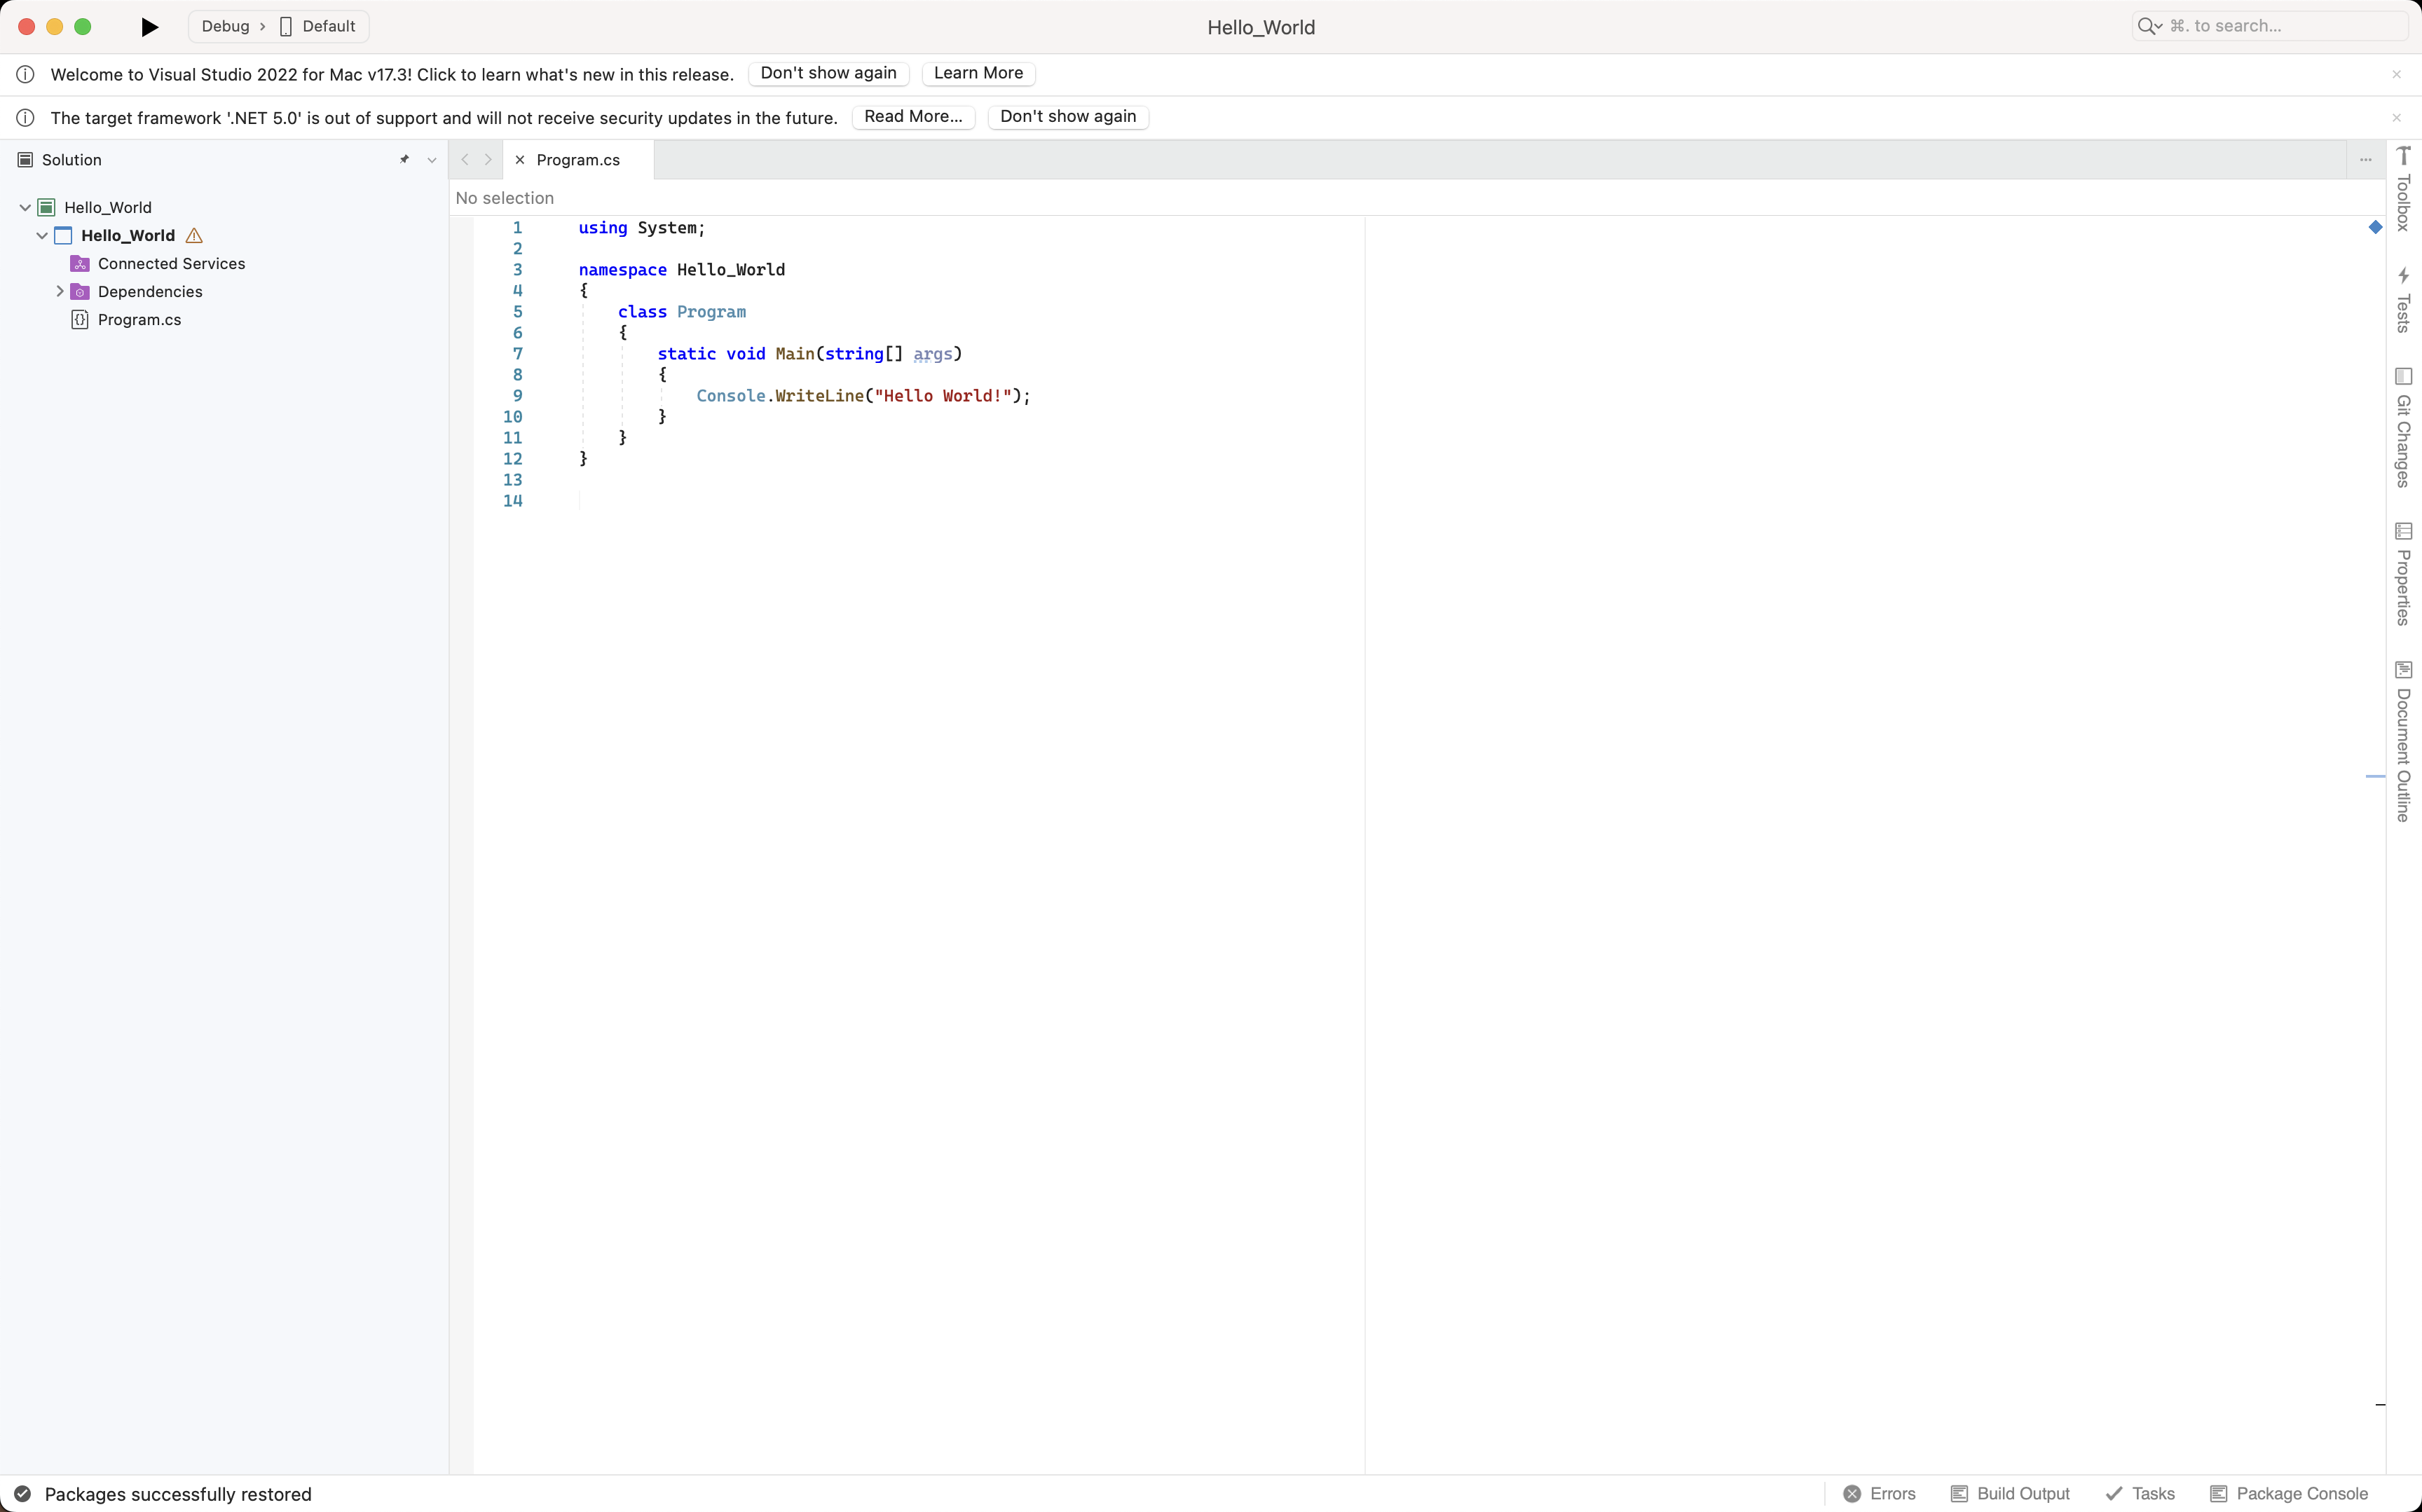 Debug › Default
Hello_World
⌘. to search...
Welcome to Visual Studio 2022 for Mac v17.3! Click to learn what's new in this release. Don't show again Learn More
The target framework '.NET 5.0' is out of support and will not receive security updates in the future. Read More... Don't show again
Solution
Hello_World
Hello_World
Connected Services
Dependencies
Program.cs
Program.cs
No selection
1 using System;
2
3 namespace Hello_World
4 {
5 class Program
6 {
7 static void Main(string[] args)
8 {
9 Console.WriteLine("Hello World!");
10 }
11 }
12 }
13
14
Toolbox
Tests
Git Changes
Properties
Document Outline
Packages successfully restored
Errors Build Output Tasks Package Console